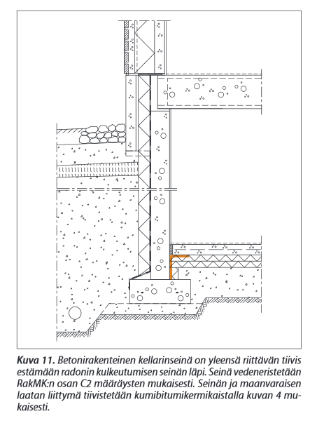 Kuva 11. Betonirakenteinen kellarinseinä on yleensä riittävän tiivis
estämään radonin kulkeutumisen seinän läpi. Seinä vedeneristetään
RakMK:n osan C2 määräysten mukaisesti. Seinän ja maanvaraisen
laatan liittymä tiivistetään kumibitumikermikaistalla kuvan 4 mu-
kaisesti.